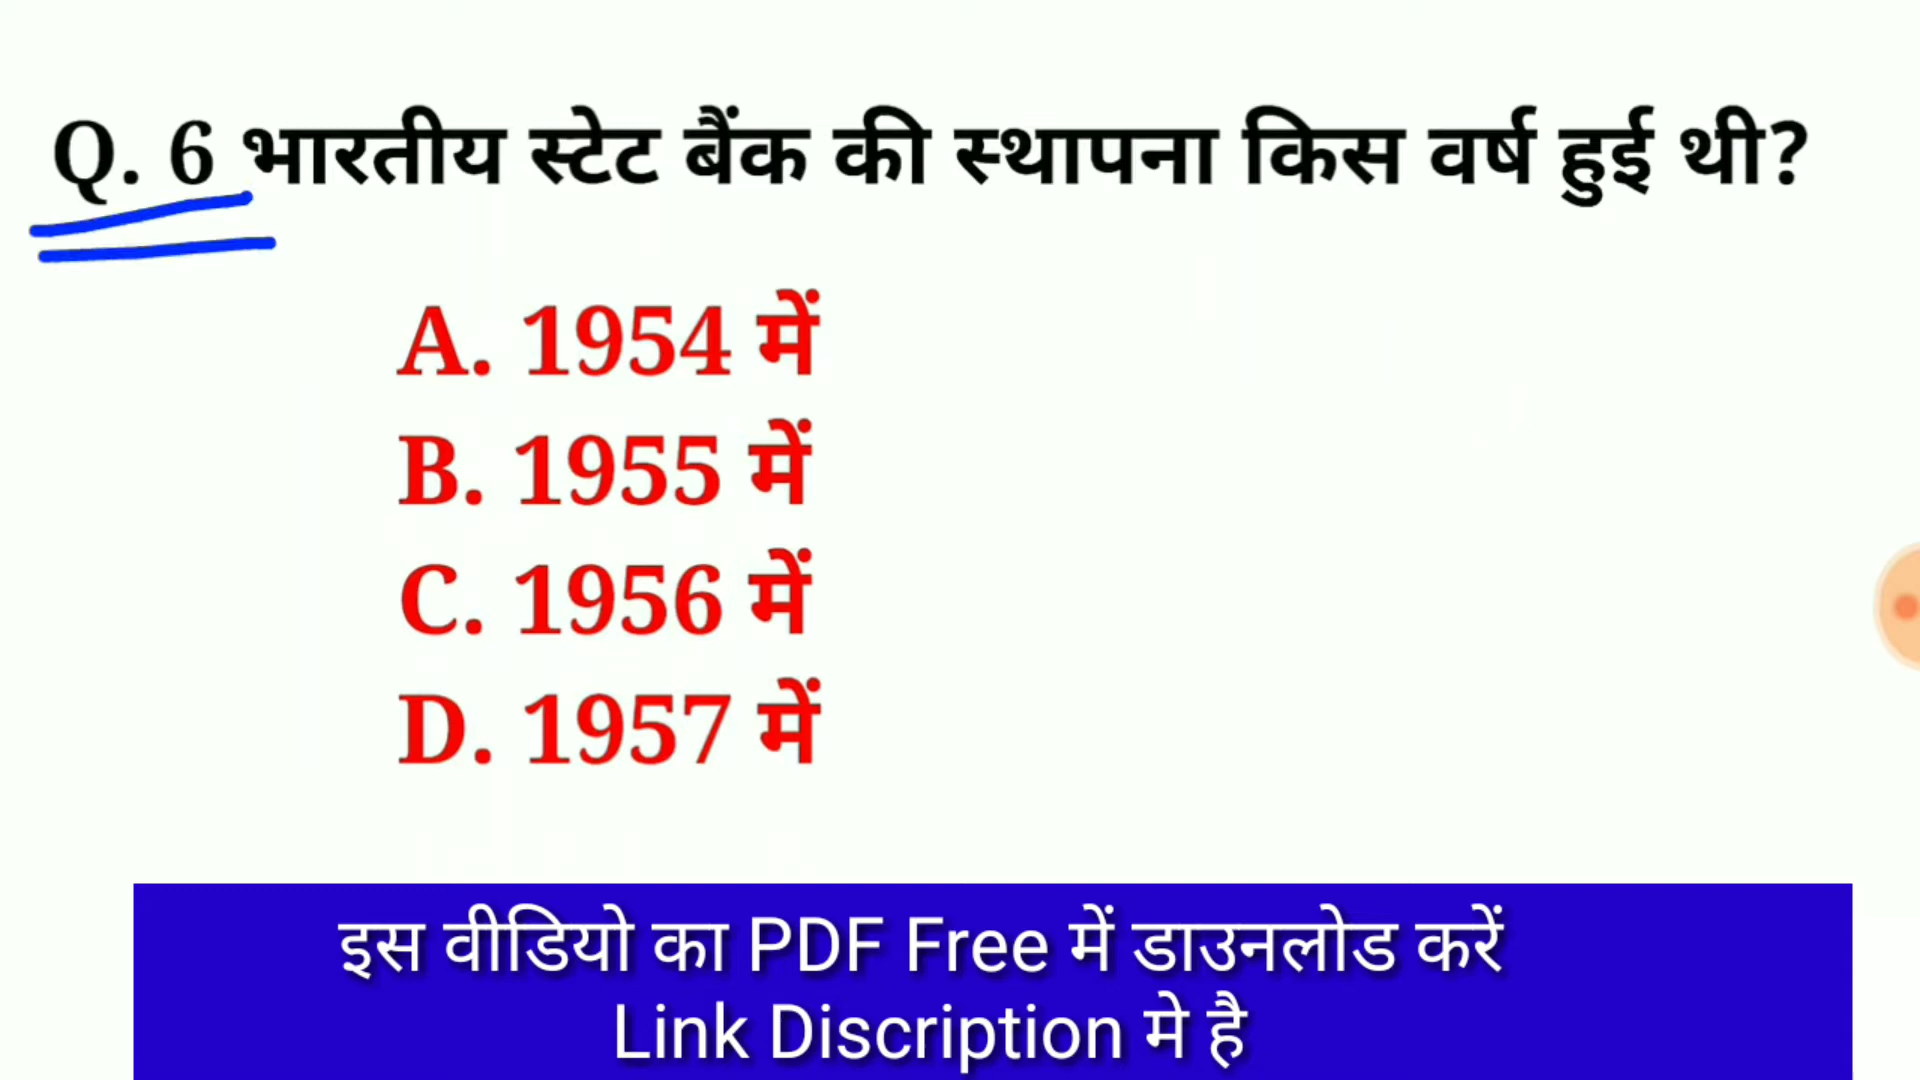 Q. 6 भारतीय स्टेट बैंक की स्थापना किस वर्ष हुई थी?
A. 1954 में
B. 1955 में
C. 1956 में
D. 1957 में
इस वीडियो का PDF Free में डाउनलोड करें
Link Discription मे है